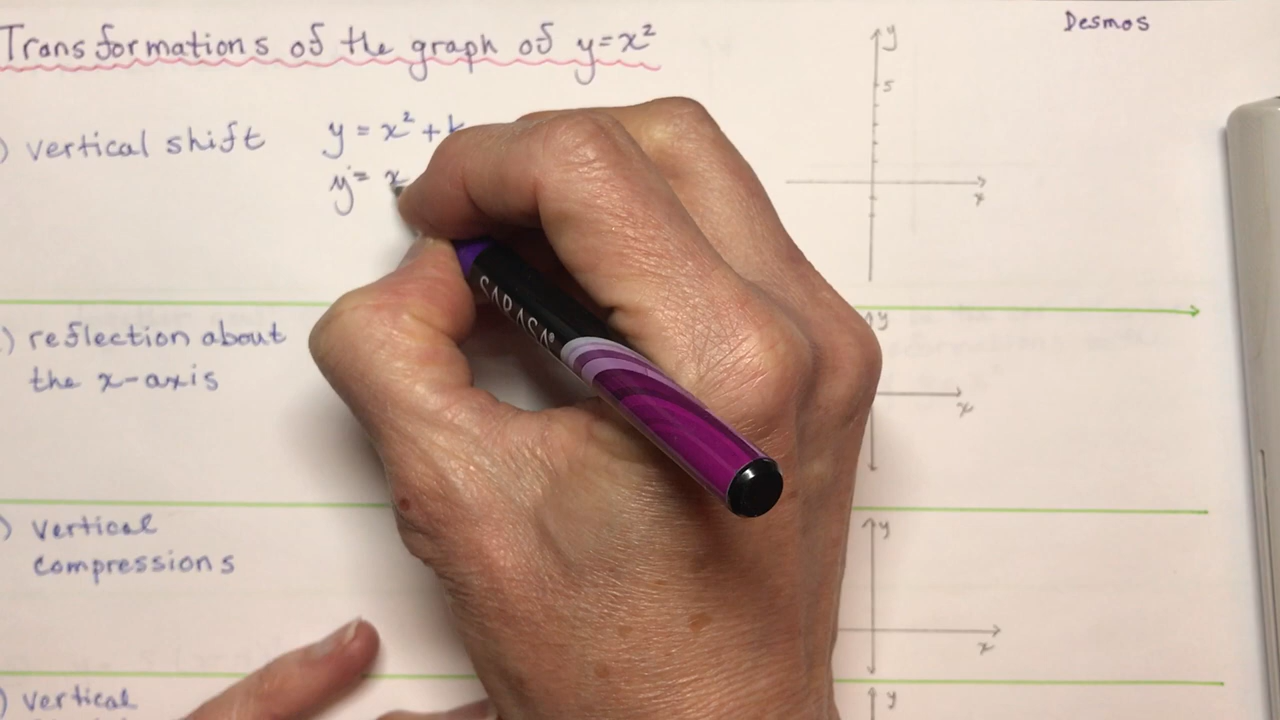 Transformations of the graph of y=x²
Desmos
y
5
x
) vertical shift
y = x² + k
y = x
) reflection about
the x-axis
y
x
SARASA
) vertical
compressions
y
x
) vertical
y